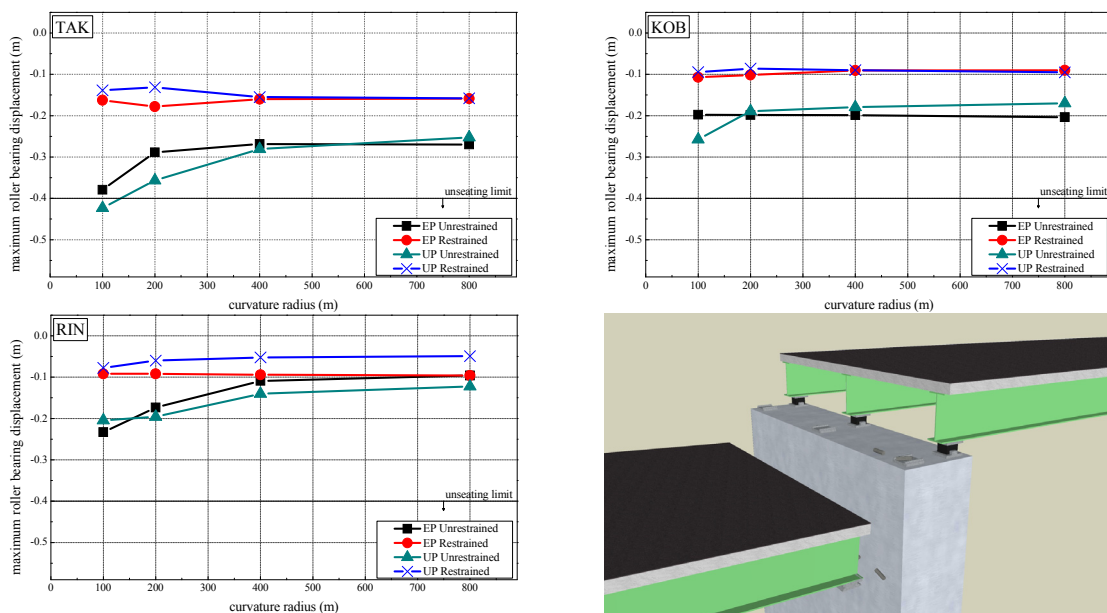 TAK
maximum roller bearing displacement (m)
0.0
-0.1
-0.2
-0.3
-0.4
-0.5
unseating limit
EP Unrestrained
EP Restrained
UP Unrestrained
UP Restrained
0 100 200 300 400 500 600 700 800
curvature radius (m)
KOB
maximum roller bearing displacement (m)
0.0
-0.1
-0.2
-0.3
-0.4
-0.5
unseating limit
EP Unrestrained
EP Restrained
UP Unrestrained
UP Restrained
0 100 200 300 400 500 600 700 800
curvature radius (m)
RIN
maximum roller bearing displacement (m)
0.0
-0.1
-0.2
-0.3
-0.4
-0.5
unseating limit
EP Unrestrained
EP Restrained
UP Unrestrained
UP Restrained
0 100 200 300 400 500 600 700 800
curvature radius (m)